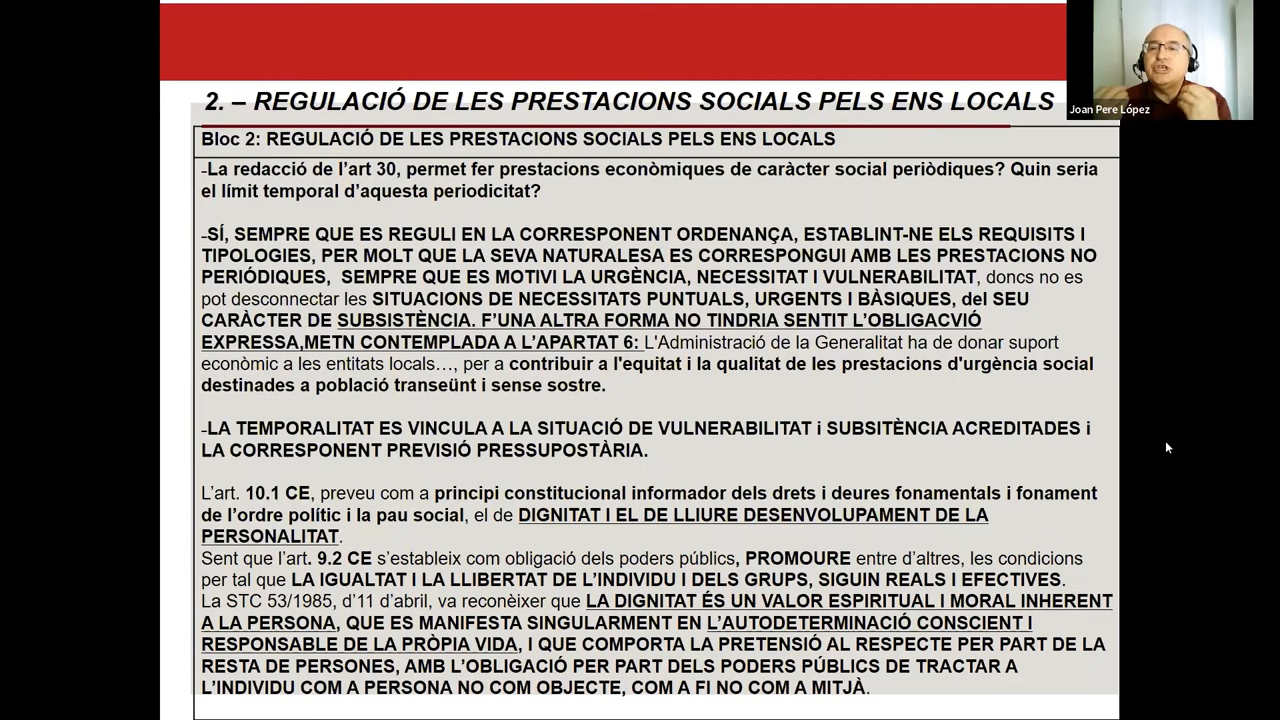 2. – REGULACIÓ DE LES PRESTACIONS SOCIALS PELS ENS LOCALS
Joan Pere López
Bloc 2: REGULACIÓ DE LES PRESTACIONS SOCIALS PELS ENS LOCALS
-La redacció de l’art 30, permet fer prestacions econòmiques de caràcter social periòdiques? Quin seria
el límit temporal d’aquesta periodicitat?
-SÍ, SEMPRE QUE ES REGULI EN LA CORRESPONENT ORDENANÇA, ESTABLINT-NE ELS REQUISITS I
TIPOLOGIES, PER MOLT QUE LA SEVA NATURALESA ES CORRESPONGUI AMB LES PRESTACIONS NO
PERIÓDIQUES, SEMPRE QUE ES MOTIVI LA URGÈNCIA, NECESSITAT I VULNERABILITAT, doncs no es
pot desconnectar les SITUACIONS DE NECESSITATS PUNTUALS, URGENTS I BÀSIQUES, del SEU
CARÀCTER DE SUBSISTÈNCIA. F’UNA ALTRA FORMA NO TINDRIA SENTIT L’OBLIGACVIÓ
EXPRESSA,METN CONTEMPLADA A L’APARTAT 6: L'Administració de la Generalitat ha de donar suport
econòmic a les entitats locals…, per a contribuir a l'equitat i la qualitat de les prestacions d'urgència social
destinades a població transeünt i sense sostre.
-LA TEMPORALITAT ES VINCULA A LA SITUACIÓ DE VULNERABILITAT i SUBSITÈNCIA ACREDITADES i
LA CORRESPONENT PREVISIÓ PRESSUPOSTÀRIA.
L’art. 10.1 CE, preveu com a principi constitucional informador dels drets i deures fonamentals i fonament
de l’ordre polític i la pau social, el de DIGNITAT I EL DE LLIURE DESENVOLUPAMENT DE LA
PERSONALITAT.
Sent que l’art. 9.2 CE s’estableix com obligació dels poders públics, PROMOURE entre d’altres, les condicions
per tal que LA IGUALTAT I LA LLIBERTAT DE L’INDIVIDU I DELS GRUPS, SIGUIN REALS I EFECTIVES.
La STC 53/1985, d’11 d’abril, va reconèixer que LA DIGNITAT ÉS UN VALOR ESPIRITUAL I MORAL INHERENT
A LA PERSONA, QUE ES MANIFESTA SINGULARMENT EN L’AUTODETERMINACIÓ CONSCIENT I
RESPONSABLE DE LA PRÒPIA VIDA, I QUE COMPORTA LA PRETENSIÓ AL RESPECTE PER PART DE LA
RESTA DE PERSONES, AMB L’OBLIGACIÓ PER PART DELS PODERS PÚBLICS DE TRACTAR A
L’INDIVIDU COM A PERSONA NO COM OBJECTE, COM A FI NO COM A MITJÀ.